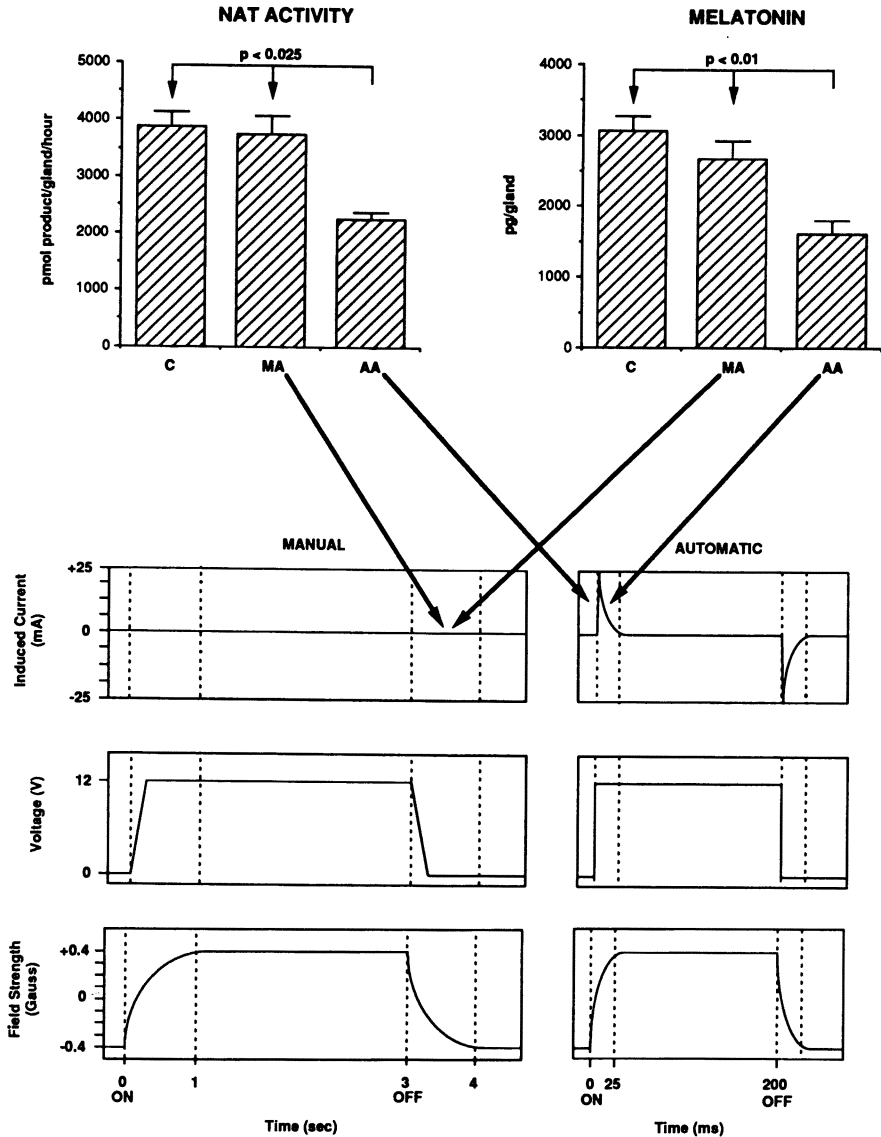 NAT ACTIVITY
p < 0.025
5000
4000
3000
2000
1000
0
pmol product/gland/hour
C MA AA
MELATONIN
p < 0.01
4000
3000
2000
1000
0
pg/gland
C MA AA
MANUAL
AUTOMATIC
+25
0
-25
Induced Current
(mA)
12
0
Voltage (V)
+0.4
0
-0.4
Field Strength
(Gauss)
0 1 3 4
ON OFF
Time (sec)
0 25 200
ON OFF
Time (ms)